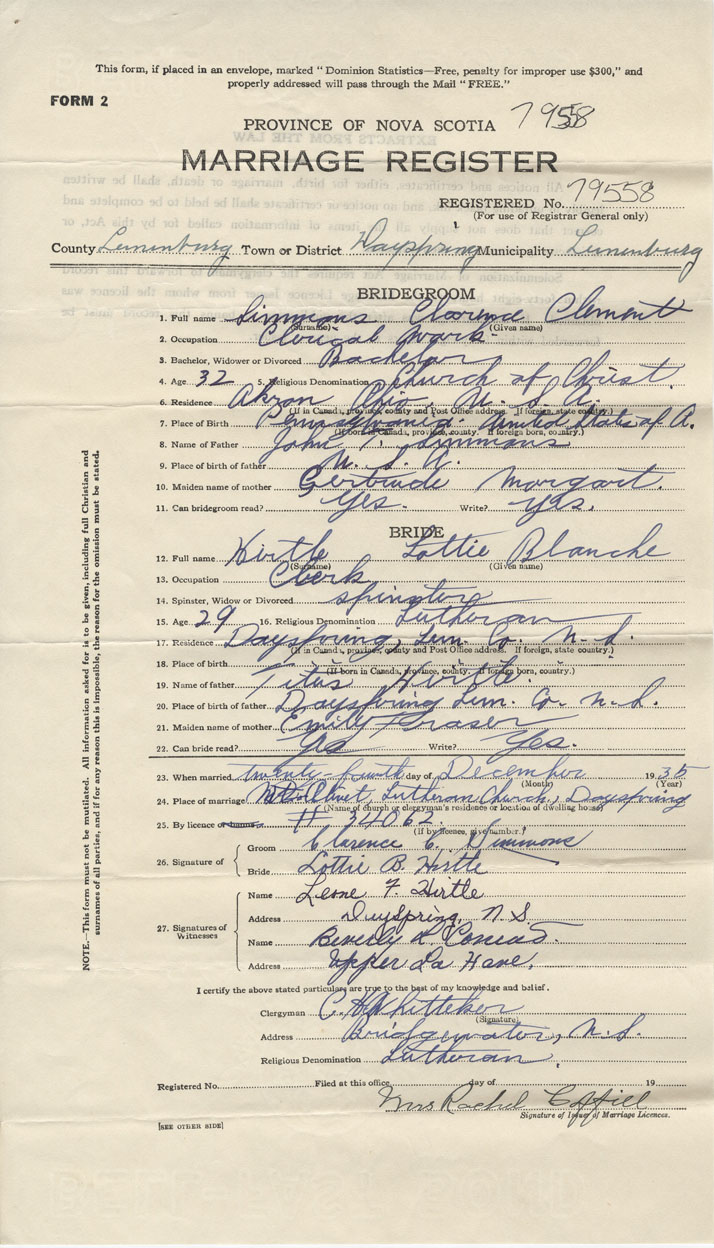 This form, if placed in an envelope, marked " Dominion Statistics—Free, penalty for improper use $300," and
properly addressed will pass through the Mail " FREE."
FORM 2
79558
PROVINCE OF NOVA SCOTIA
MARRIAGE REGISTER
REGISTERED No. 79558
(For use of Registrar General only)
County Lunenburg Town or District Dayspring Municipality Lunenburg
BRIDEGROOM
1. Full name Simmons Clarence Clement
(Surname) (Given name)
2. Occupation Clerical Work
3. Bachelor, Widower or Divorced Bachelor
4. Age 32 5. Religious Denomination Church of Christ.
6. Residence Akron Ohio, U. S. A.
(If in Canada, province, county and Post Office address. If foreign, state country.)
7. Place of Birth Pennsylvania. United States of A.
(If born in Canada, province, county. If foreign born, country.)
8. Name of Father John Simmons
9. Place of birth of father U. S. A.
10. Maiden name of mother Gertrude Margart.
11. Can bridegroom read? Yes. Write? Yes.
BRIDE
12. Full name Hirtle Lottie Blanche
(Surname) (Given name)
13. Occupation Clerk
14. Spinster, Widow or Divorced spinster
15. Age 29 16. Religious Denomination Lutheran
17. Residence Dayspring, Lun. Co. N. S.
(If in Canada, province, county and Post Office address. If foreign, state country.)
18. Place of birth " " " "
(If born in Canada, province, county. If foreign born, country.)
19. Name of father Titus Hirtle.
20. Place of birth of father Dayspring Lun. Co. N. S.
21. Maiden name of mother Emily Fraser
22. Can bride read? Yes Write? Yes.
23. When married twenty-fourth day of December 1935
(Month) (Year)
24. Place of marriage Lutheran Church, Dayspring
(Name of church or clergyman's residence or location of dwelling house)
25. By licence or banns # 34062.
(If by licence, give number.)
26. Signature of
Groom Clarence C. Simmons
Bride Lottie B. Hirtle
27. Signatures of Witnesses
Name Leone F. Hirtle
Address Dayspring, N. S.
Name Beverly Conrad.
Address Upper La Have.
I certify the above stated particulars are true to the best of my knowledge and belief.
Clergyman C. H. Whitteker
(Signature)
Address Bridgewater, N. S.
Religious Denomination Lutheran
Registered No. Filed at this office day of 19
Mrs Rachel
Signature of Issuer of Marriage Licences.
[SEE OTHER SIDE]
NOTE.—This form must not be mutilated. All information asked for is to be given, including full Christian and
surnames of all parties, and if for any reason this is impossible, the reason for the omission must be stated.